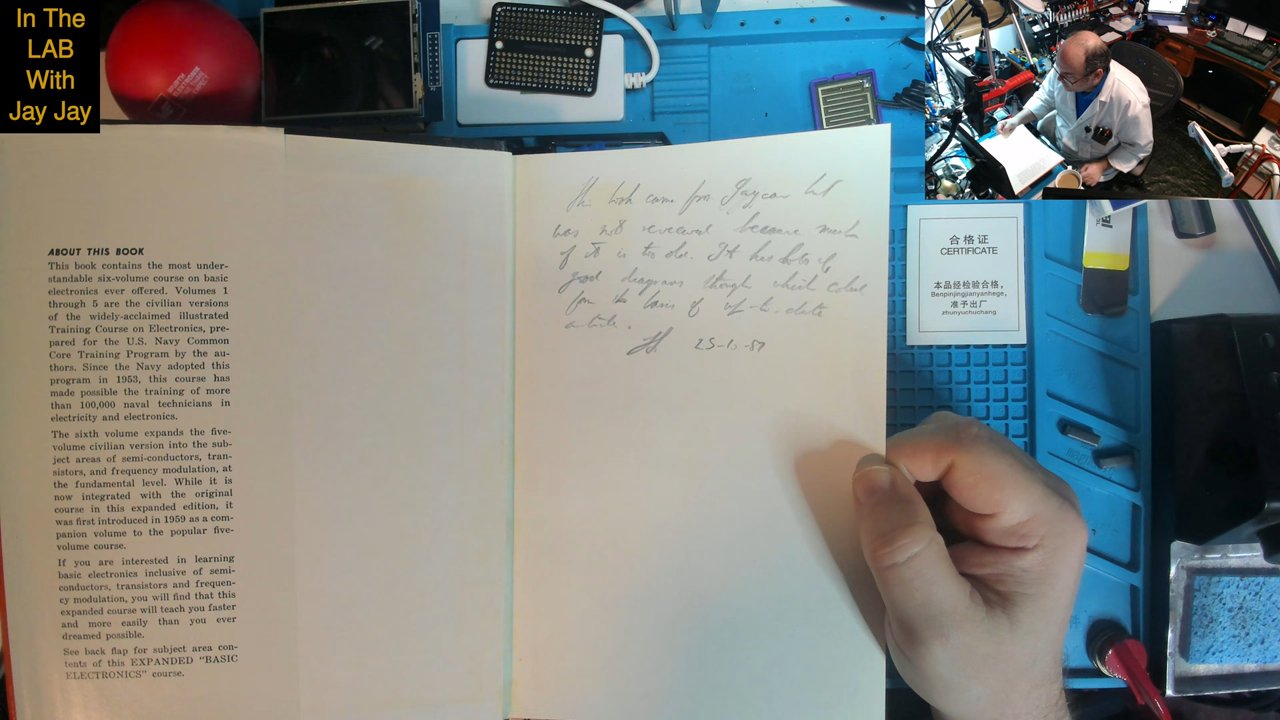 In The
LAB
With
Jay Jay
ABOUT THIS BOOK
This book contains the most under-
standable six-volume course on basic
electronics ever offered. Volumes 1
through 5 are the civilian versions
of the widely-acclaimed illustrated
Training Course on Electronics, pre-
pared for the U.S. Navy Common
Core Training Program by the au-
thors. Since the Navy adopted this
program in 1953, this course has
made possible the training of more
than 100,000 naval technicians in
electricity and electronics.
The sixth volume expands the five-
volume civilian version into the sub-
ject areas of semi-conductors, tran-
sistors, and frequency modulation, at
the fundamental level. While it is
now integrated with the original
course in this expanded edition, it
was first introduced in 1959 as a com-
panion volume to the popular five-
volume course.
If you are interested in learning
basic electronics inclusive of semi-
conductors, transistors and frequen-
cy modulation, you will find that this
expanded course will teach you faster
and more easily than you ever
dreamed possible.
See back flap for subject area con-
tents of this EXPANDED "BASIC
ELECTRONICS" course.
This book came from Jaycar but
was not reviewed because much
of it is too old. It has lots of
good diagrams though which could
form the basis of up-to-date
article.
合格证
CERTIFICATE
本品经检验合格，
Benpinjingjianyanhege,
准予出厂
zhunyuchuchang